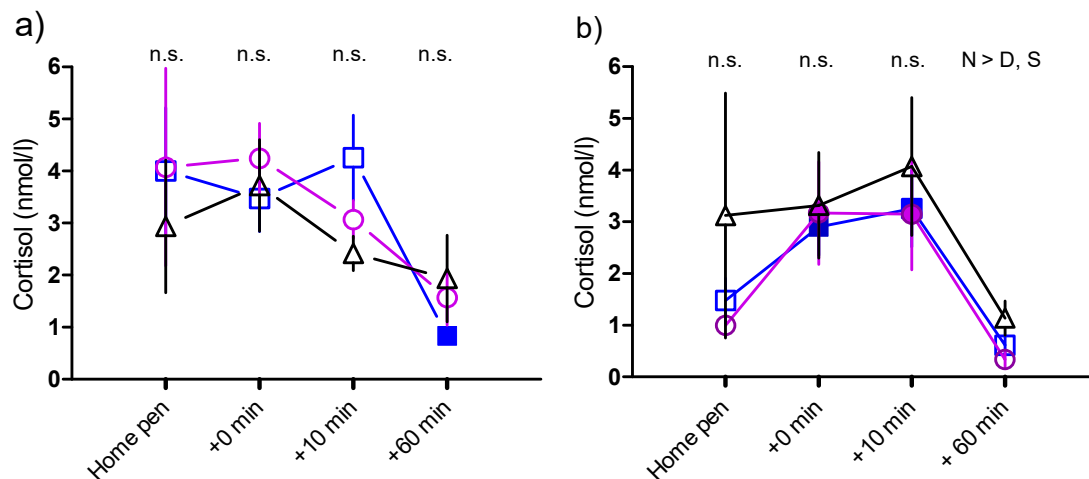 a)
n.s. n.s. n.s. n.s.
6
5
4
3
2
1
0
Cortisol (nmol/l)
Home pen
+0 min
+10 min
+60 min
b)
n.s. n.s. n.s. N > D, S
6
5
4
3
2
1
0
Cortisol (nmol/l)
Home pen
+0 min
+10 min
+ 60 min